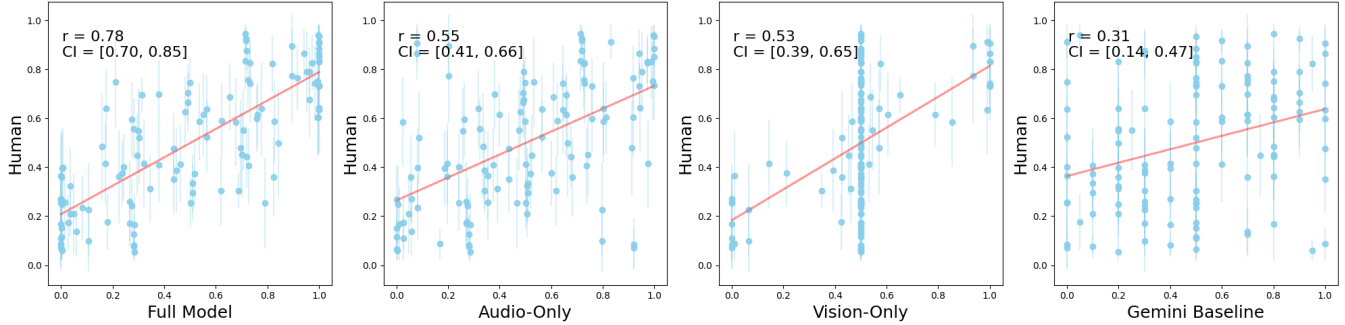 r = 0.78
CI = [0.70, 0.85]
Human
1.0
0.8
0.6
0.4
0.2
0.0
0.0 0.2 0.4 0.6 0.8 1.0
Full Model
r = 0.55
CI = [0.41, 0.66]
Human
1.0
0.8
0.6
0.4
0.2
0.0
0.0 0.2 0.4 0.6 0.8 1.0
Audio-Only
r = 0.53
CI = [0.39, 0.65]
Human
1.0
0.8
0.6
0.4
0.2
0.0
0.0 0.2 0.4 0.6 0.8 1.0
Vision-Only
r = 0.31
CI = [0.14, 0.47]
Human
1.0
0.8
0.6
0.4
0.2
0.0
0.0 0.2 0.4 0.6 0.8 1.0
Gemini Baseline